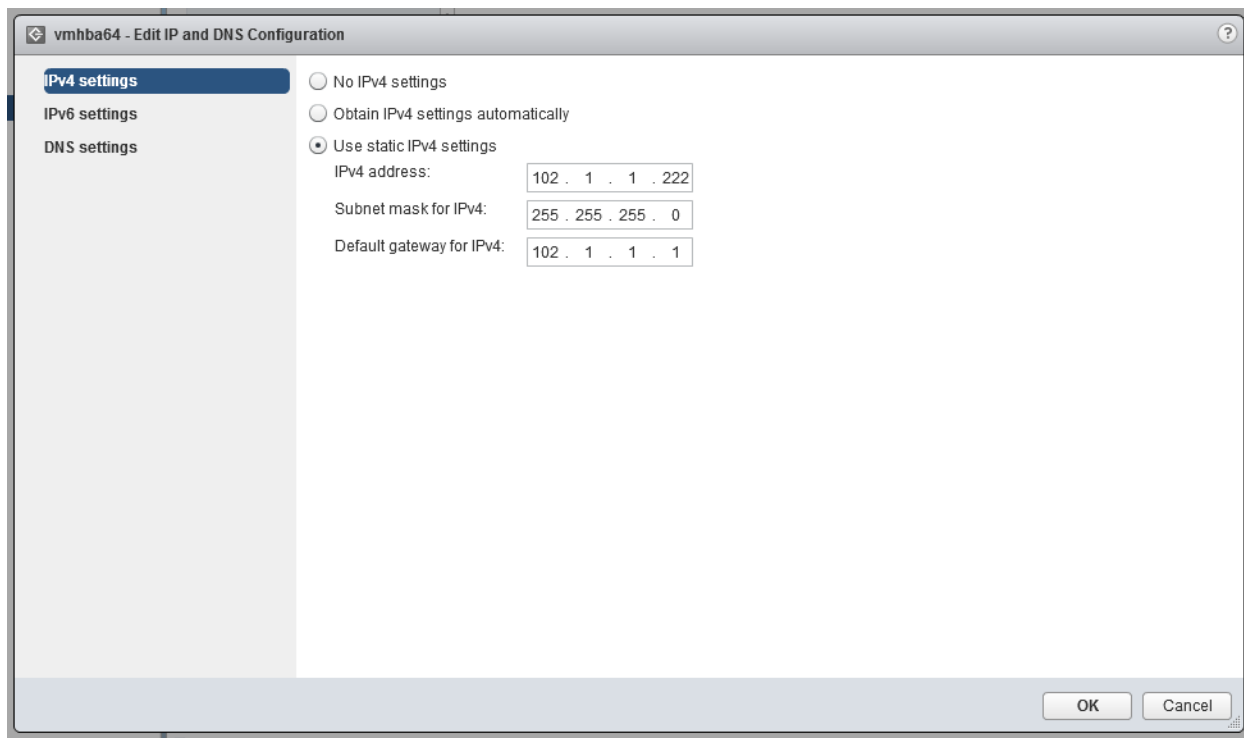 vmhba64 - Edit IP and DNS Configuration ?
IPv4 settings
IPv6 settings
DNS settings
No IPv4 settings
Obtain IPv4 settings automatically
Use static IPv4 settings
IPv4 address: 102 . 1 . 1 . 222
Subnet mask for IPv4: 255 . 255 . 255 . 0
Default gateway for IPv4: 102 . 1 . 1 . 1
OK Cancel